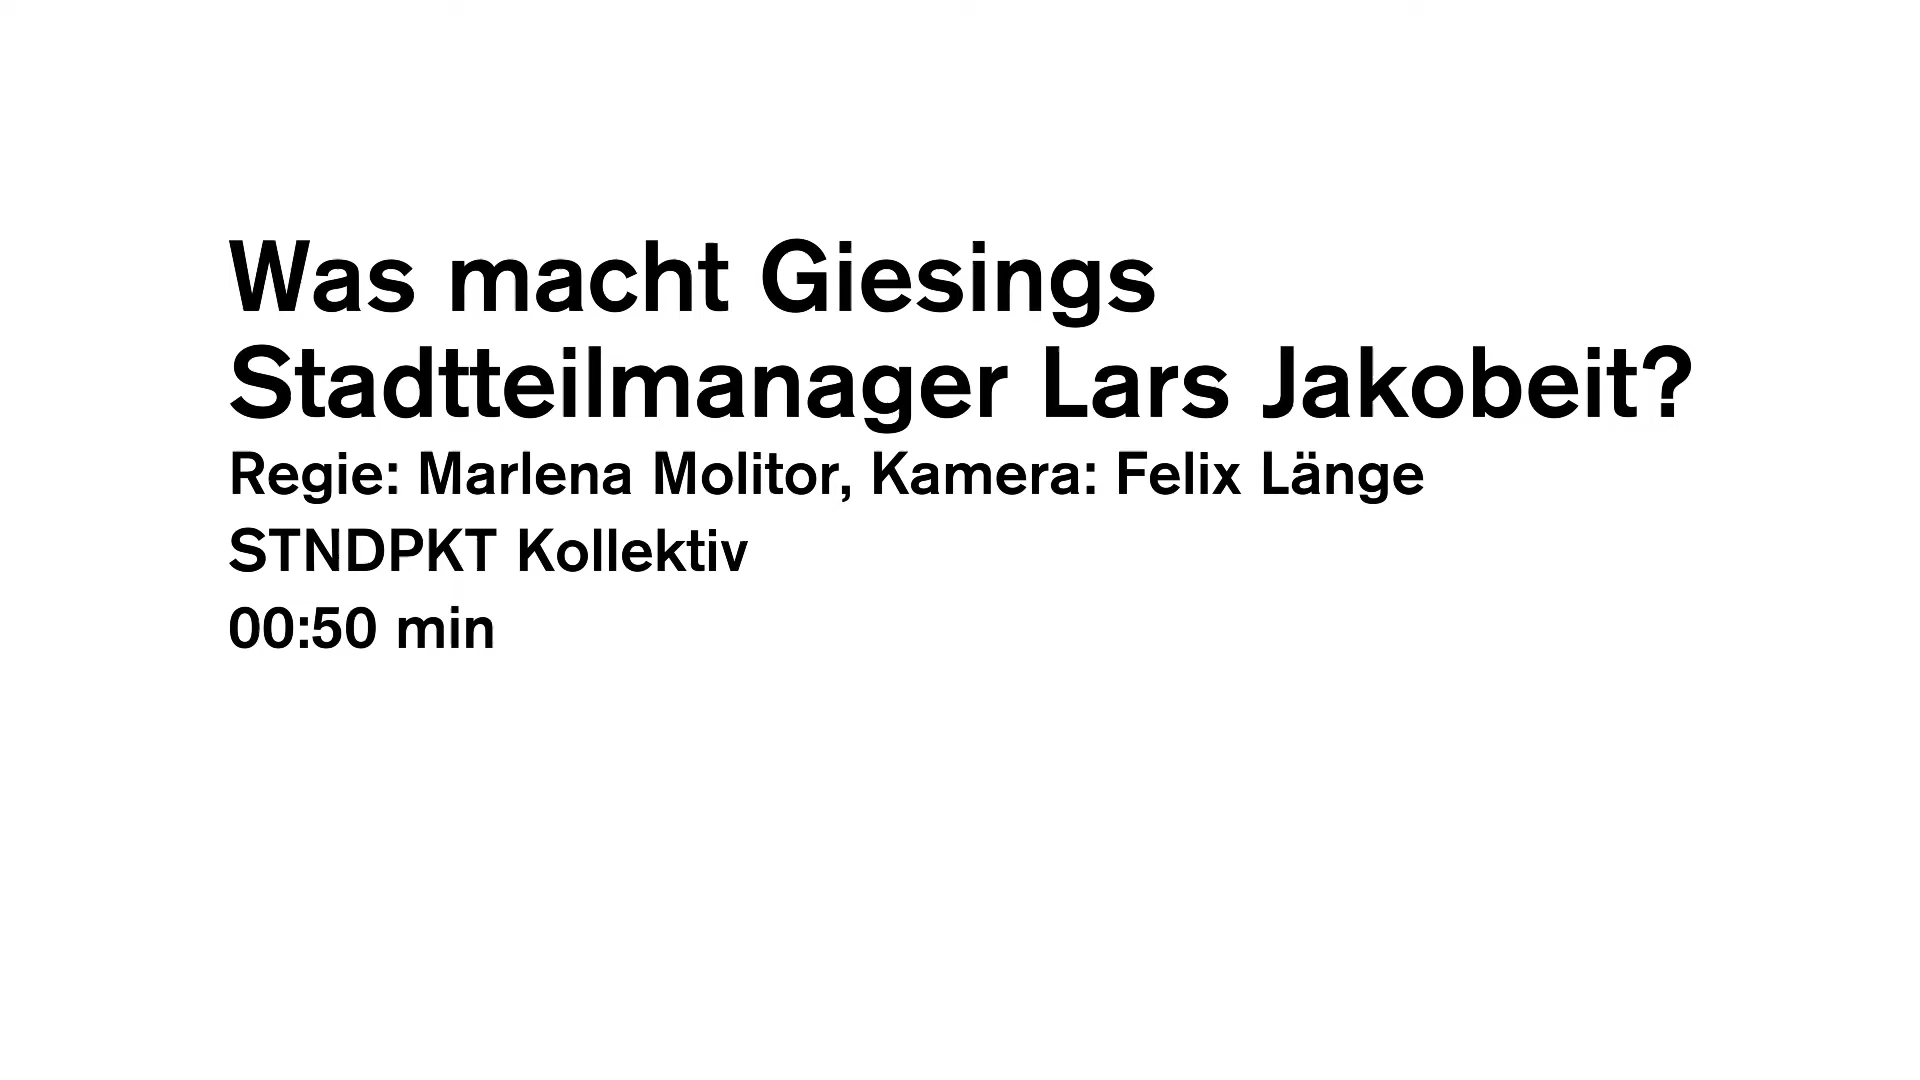 Was macht Giesings
Stadtteilmanager Lars Jakobeit?
Regie: Marlena Molitor, Kamera: Felix Länge
STNDPKT Kollektiv
00:50 min